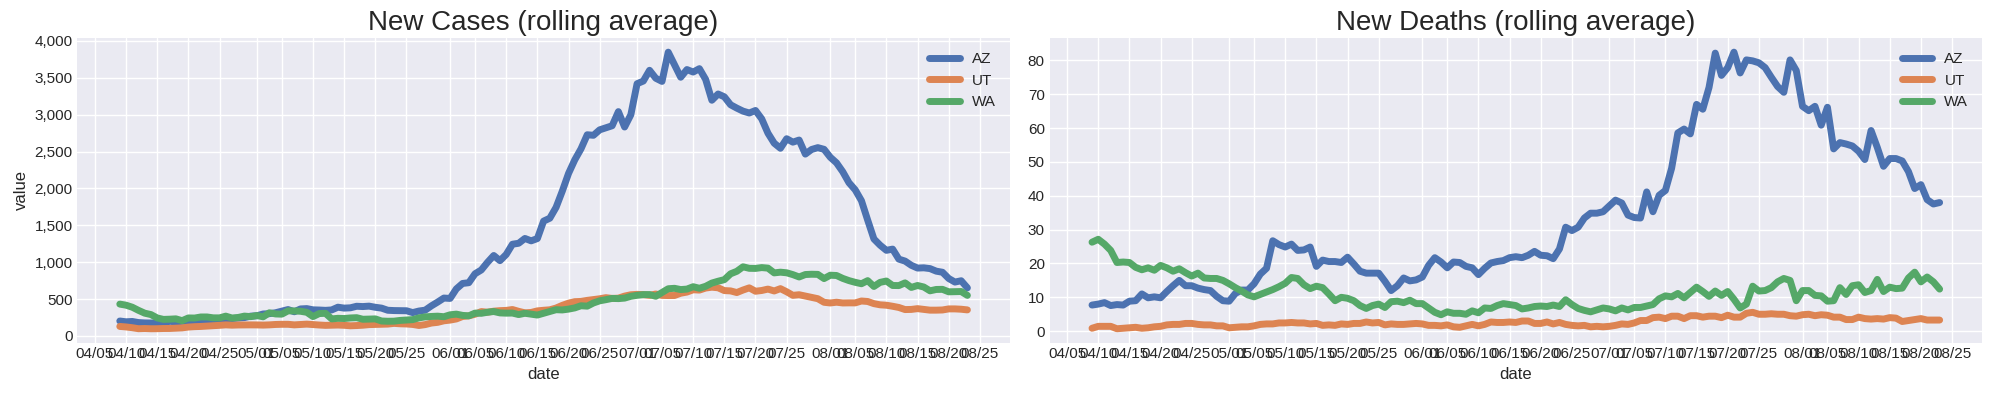 New Cases (rolling average)
4,000
3,500
3,000
2,500
2,000
1,500
1,000
500
0
value
AZ
UT
WA
04/05 04/10 04/15 04/20 04/25 05/01 05/05 05/10 05/15 05/20 05/25 06/01 06/05 06/10 06/15 06/20 06/25 07/01 07/05 07/10 07/15 07/20 07/25 08/01 08/05 08/10 08/15 08/20 08/25
date
New Deaths (rolling average)
80
70
60
50
40
30
20
10
0
AZ
UT
WA
04/05 04/10 04/15 04/20 04/25 05/01 05/05 05/10 05/15 05/20 05/25 06/01 06/05 06/10 06/15 06/20 06/25 07/01 07/05 07/10 07/15 07/20 07/25 08/01 08/05 08/10 08/15 08/20 08/25
date